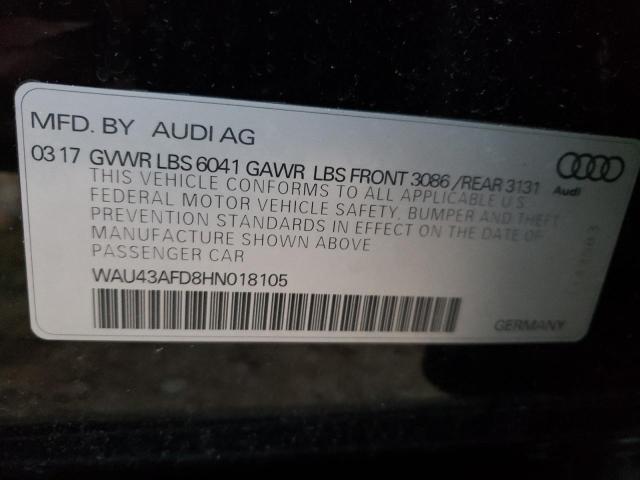 MFD. BY AUDI AG
03 17 GVWR LBS 6041 GAWR LBS FRONT 3086 /REAR 3131
THIS VEHICLE CONFORMS TO ALL APPLICABLE U.S.
FEDERAL MOTOR VEHICLE SAFETY, BUMPER AND THEFT
PREVENTION STANDARDS IN EFFECT ON THE DATE OF
MANUFACTURE SHOWN ABOVE
PASSENGER CAR
WAU43AFD8HN018105
Audi
GERMANY